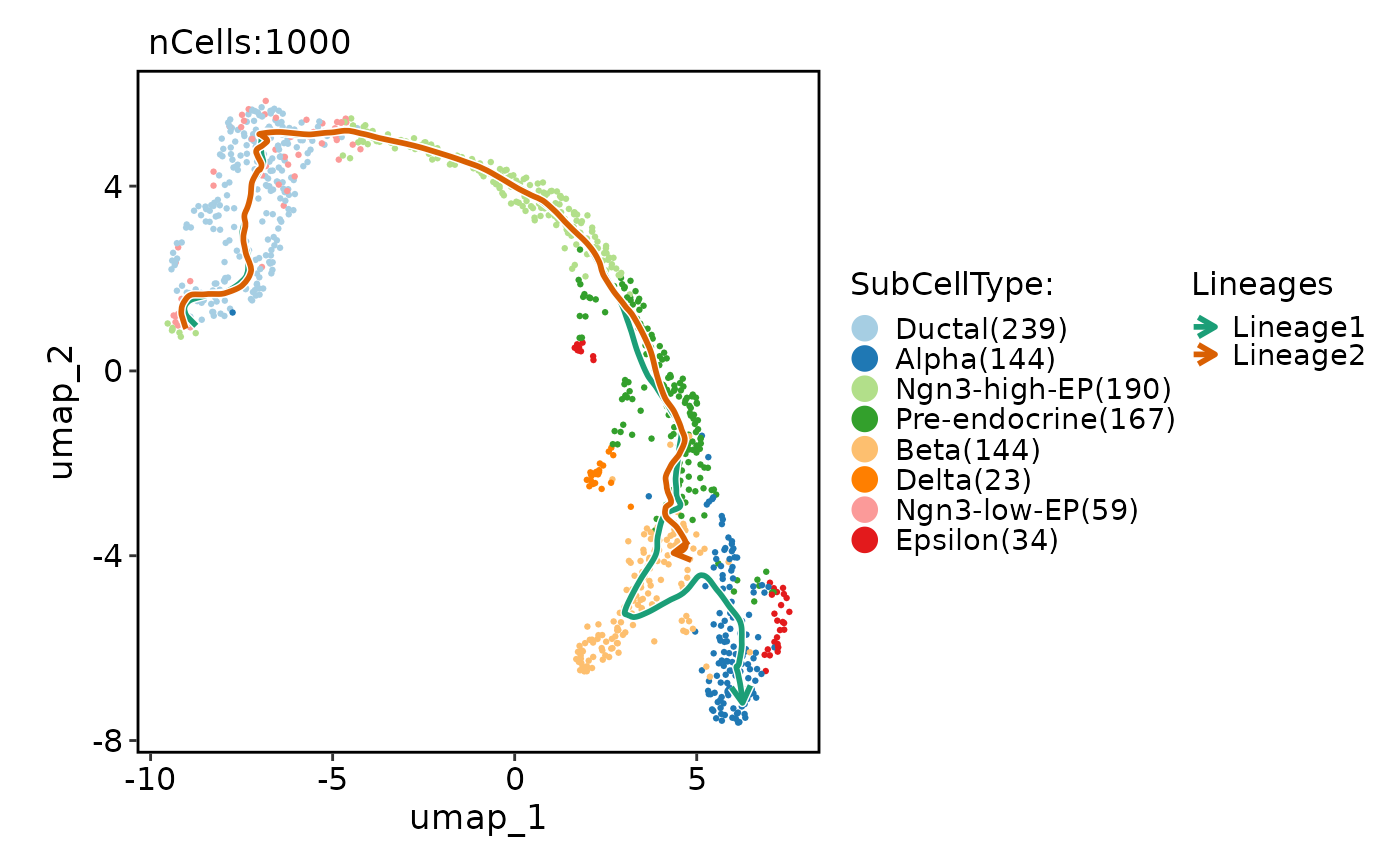 nCells:1000
umap_2
4
0
-4
-8
-10
-5
0
5
umap_1
SubCellType:
Ductal(239)
Alpha(144)
Ngn3-high-EP(190)
Pre-endocrine(167)
Beta(144)
Delta(23)
Ngn3-low-EP(59)
Epsilon(34)
Lineages
Lineage1
Lineage2